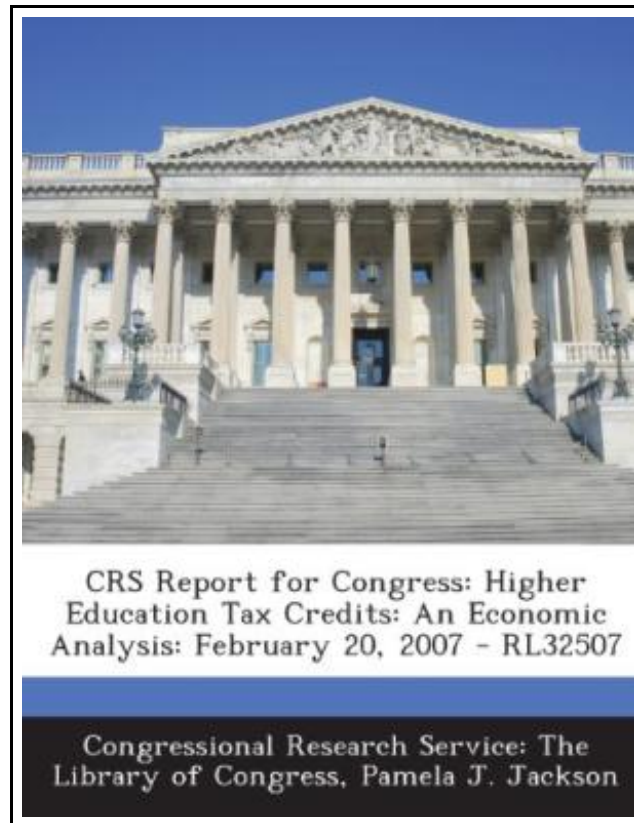 CRS Report for Congress: Higher
Education Tax Credits: An Economic
Analysis: February 20, 2007 - RL32507
Congressional Research Service: The
Library of Congress, Pamela J. Jackson